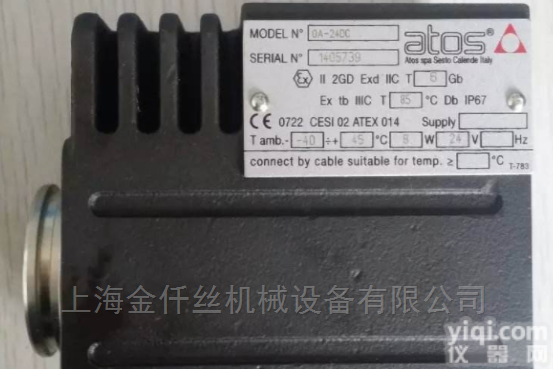 MODEL N° OA-24DC
atos®
SERIAL N° 1405739
Atos spa Sesto Calende Italy
Ex II 2GD Exd IIC T 6 Gb
Ex tb IIIC T 85 °C Db IP67
CE 0722 CESI 02 ATEX 014 Supply
T amb. -40 ÷+ 45 °C 8 W 24 V Hz
connect by cable suitable for temp. ≥ °C T-783
上海金仟丝机械设备有限公司
yiqi.com
仪器网